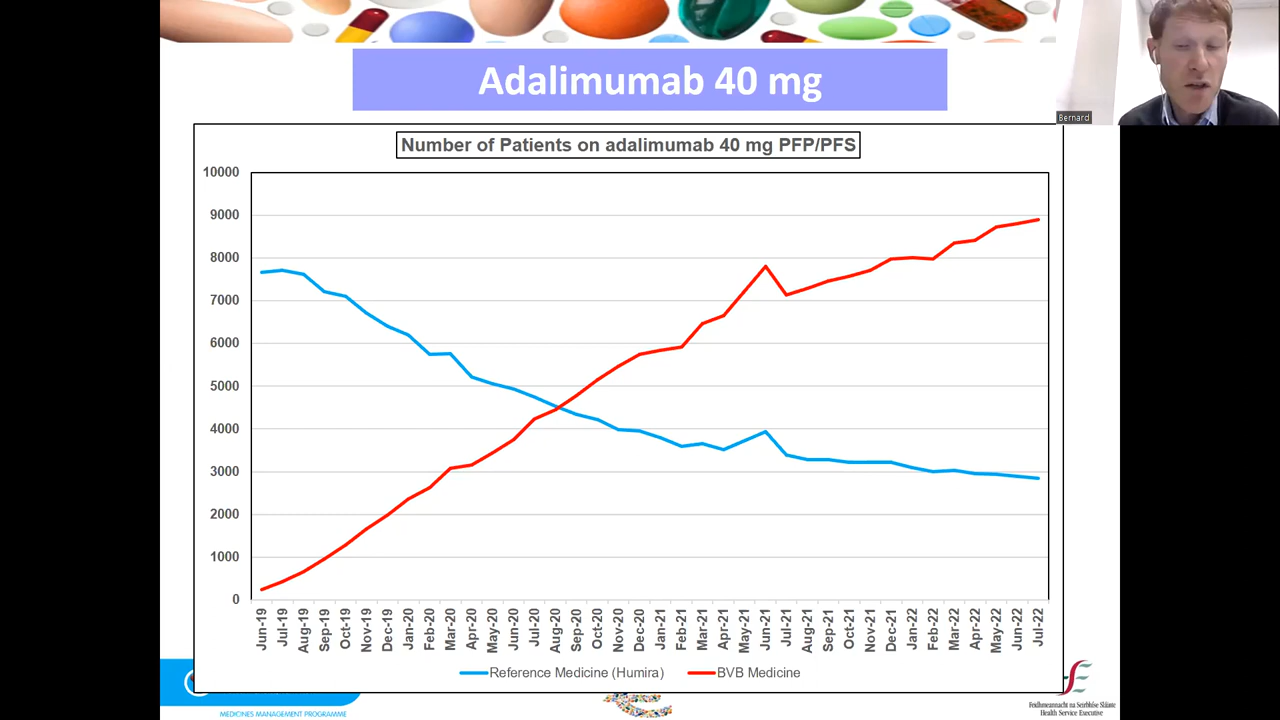 Adalimumab 40 mg
Bernard
Number of Patients on adalimumab 40 mg PFP/PFS
10000
9000
8000
7000
6000
5000
4000
3000
2000
1000
0
Jun-19 Jul-19 Aug-19 Sep-19 Oct-19 Nov-19 Dec-19 Jan-20 Feb-20 Mar-20 Apr-20 May-20 Jun-20 Jul-20 Aug-20 Sep-20 Oct-20 Nov-20 Dec-20 Jan-21 Feb-21 Mar-21 Apr-21 May-21 Jun-21 Jul-21 Aug-21 Sep-21 Oct-21 Nov-21 Dec-21 Jan-22 Feb-22 Mar-22 Apr-22 May-22 Jun-22 Jul-22
Reference Medicine (Humira) BVB Medicine
MEDICINES MANAGEMENT PROGRAMME
Feidhmeannacht na Seirbhíse Sláinte
Health Service Executive